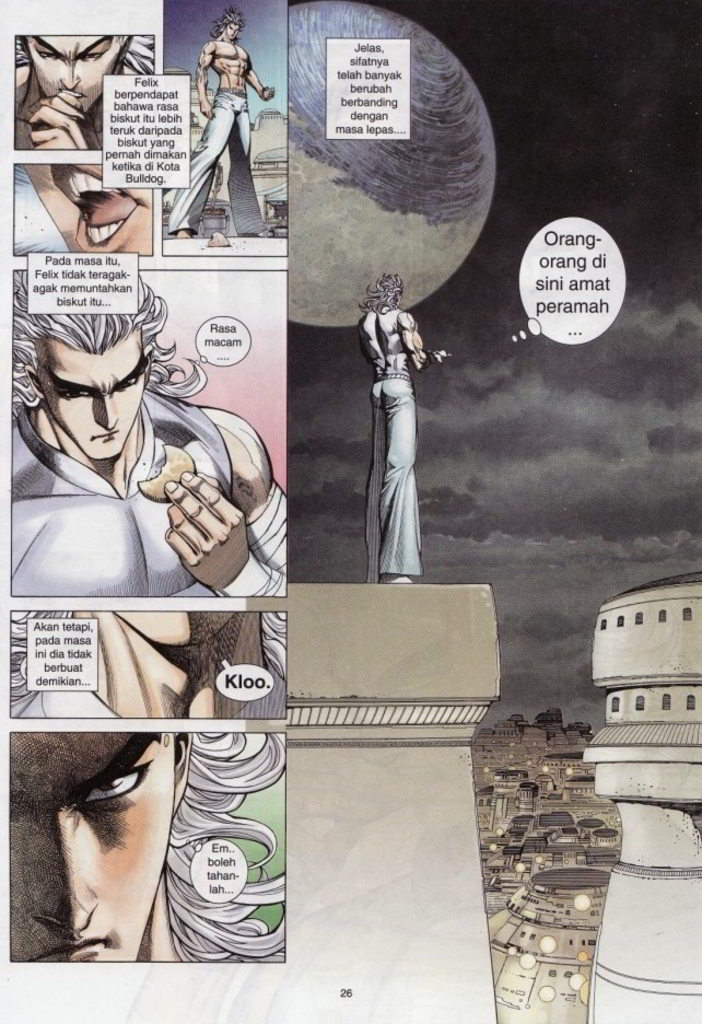 Felix
berpendapat
bahawa rasa
biskut itu lebih
teruk daripada
biskut yang
pernah dimakan
ketika di Kota
Bulldog.
Pada masa itu,
Felix tidak teragak-
agak memuntahkan
biskut itu...
Rasa
macam
....
Akan tetapi,
pada masa
ini dia tidak
berbuat
demikian...
Kloo.
Em..
boleh
tahan-
lah...
Jelas,
sifatnya
telah banyak
berubah
berbanding
dengan
masa lepas....
Orang-
orang di
sini amat
peramah
...
26